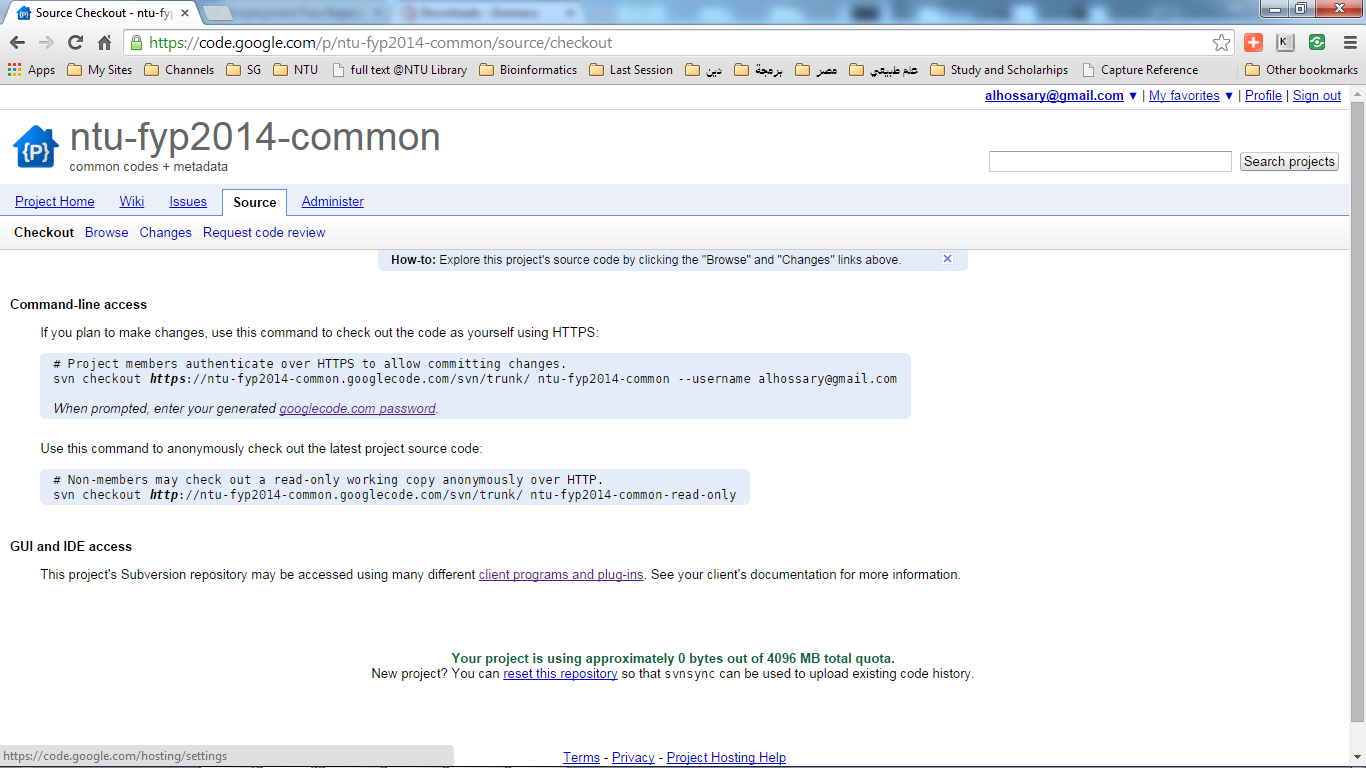 Source Checkout - ntu-fyp
https://code.google.com/p/ntu-fyp2014-common/source/checkout
Apps My Sites Channels SG NTU full text @NTU Library Bioinformatics Last Session دين برمجة مصر علم طبيعي Study and Scholarhips Capture Reference Other bookmarks
alhossary@gmail.com ▼ | My favorites ▼ | Profile | Sign out
{P}
ntu-fyp2014-common
common codes + metadata
Search projects
Project Home Wiki Issues Source Administer
Checkout Browse Changes Request code review
How-to: Explore this project's source code by clicking the "Browse" and "Changes" links above.
Command-line access
If you plan to make changes, use this command to check out the code as yourself using HTTPS:
# Project members authenticate over HTTPS to allow committing changes.
svn checkout https://ntu-fyp2014-common.googlecode.com/svn/trunk/ ntu-fyp2014-common --username alhossary@gmail.com
When prompted, enter your generated googlecode.com password.
Use this command to anonymously check out the latest project source code:
# Non-members may check out a read-only working copy anonymously over HTTP.
svn checkout http://ntu-fyp2014-common.googlecode.com/svn/trunk/ ntu-fyp2014-common-read-only
GUI and IDE access
This project's Subversion repository may be accessed using many different client programs and plug-ins. See your client's documentation for more information.
Your project is using approximately 0 bytes out of 4096 MB total quota.
New project? You can reset this repository so that svnsync can be used to upload existing code history.
https://code.google.com/hosting/settings
Terms - Privacy - Project Hosting Help